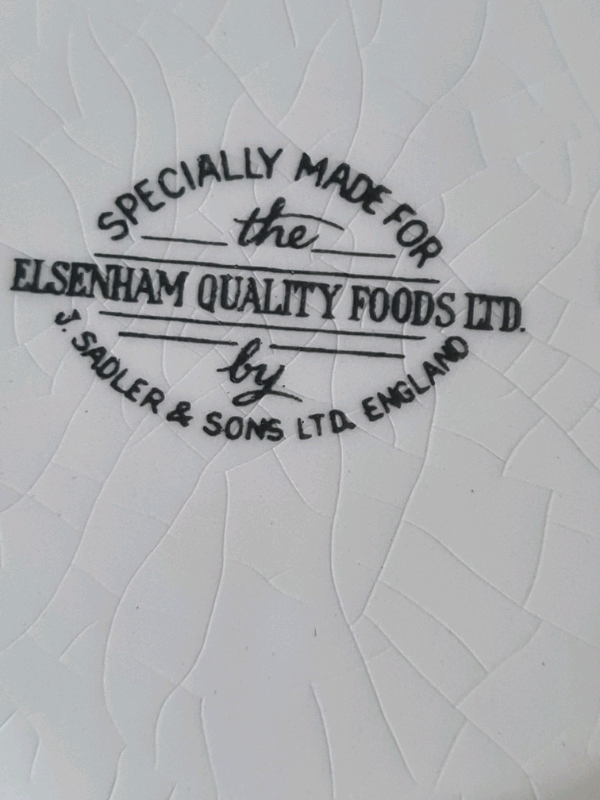 SPECIALLY MADE FOR
the
ELSENHAM QUALITY FOODS LTD.
by
J. SADLER & SONS LTD. ENGLAND